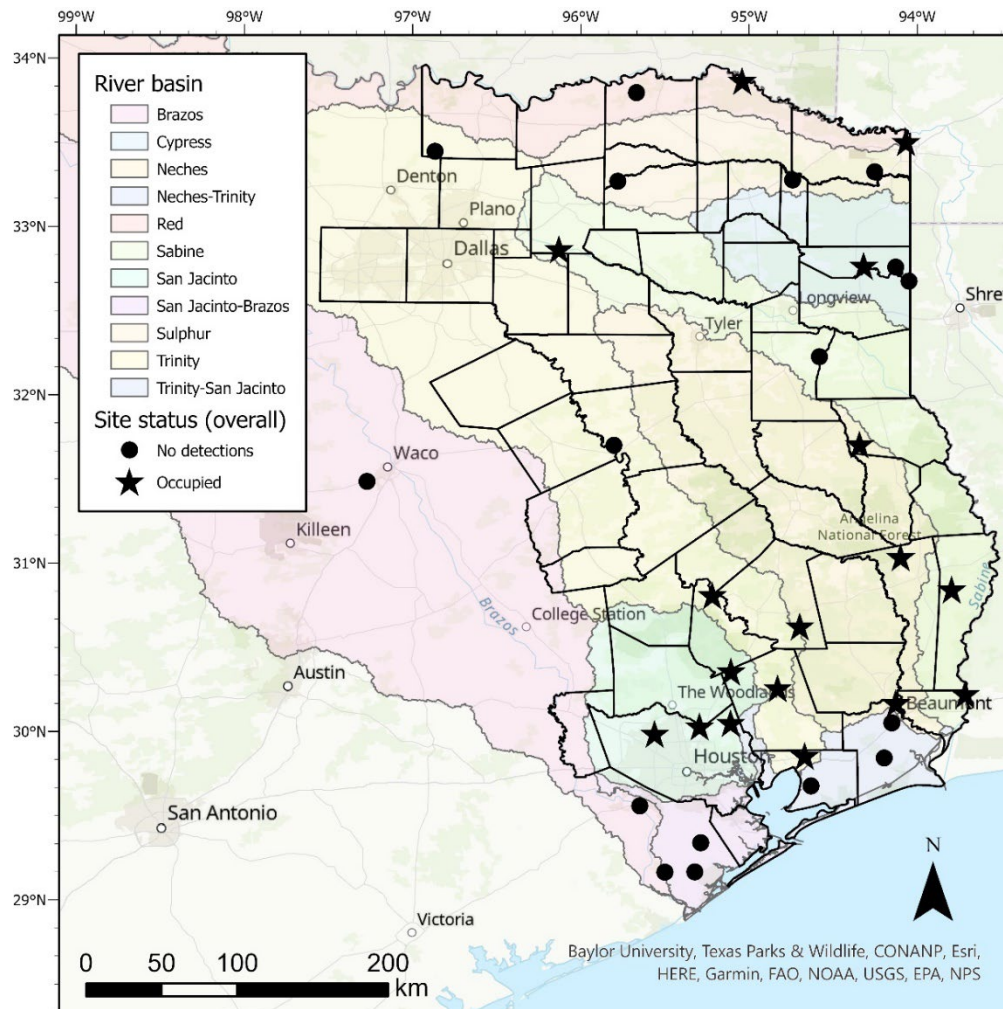 99°W 98°W 97°W 96°W 95°W 94°W
34°N
33°N
32°N
31°N
30°N
29°N
River basin
Brazos
Cypress
Neches
Neches-Trinity
Red
Sabine
San Jacinto
San Jacinto-Brazos
Sulphur
Trinity
Trinity-San Jacinto
Site status (overall)
No detections
Occupied
Denton
Plano
Dallas
Longview
Shre
Tyler
Waco
Killeen
Angelina
National Forest
Sabine
Brazos
College Station
Austin
The Woodlands
Beaumont
Houston
San Antonio
Victoria
N
0 50 100 200
km
Baylor University, Texas Parks & Wildlife, CONANP, Esri,
HERE, Garmin, FAO, NOAA, USGS, EPA, NPS